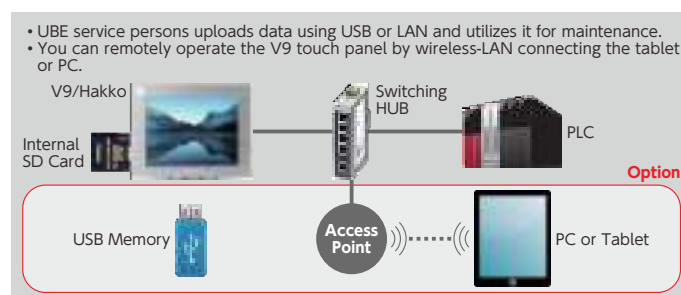 • UBE service persons uploads data using USB or LAN and utilizes it for maintenance.
• You can remotely operate the V9 touch panel by wireless-LAN connecting the tablet
or PC.
V9/Hakko
Switching
HUB
Internal
SD Card
PLC
Option
USB Memory
Access
Point
PC or Tablet